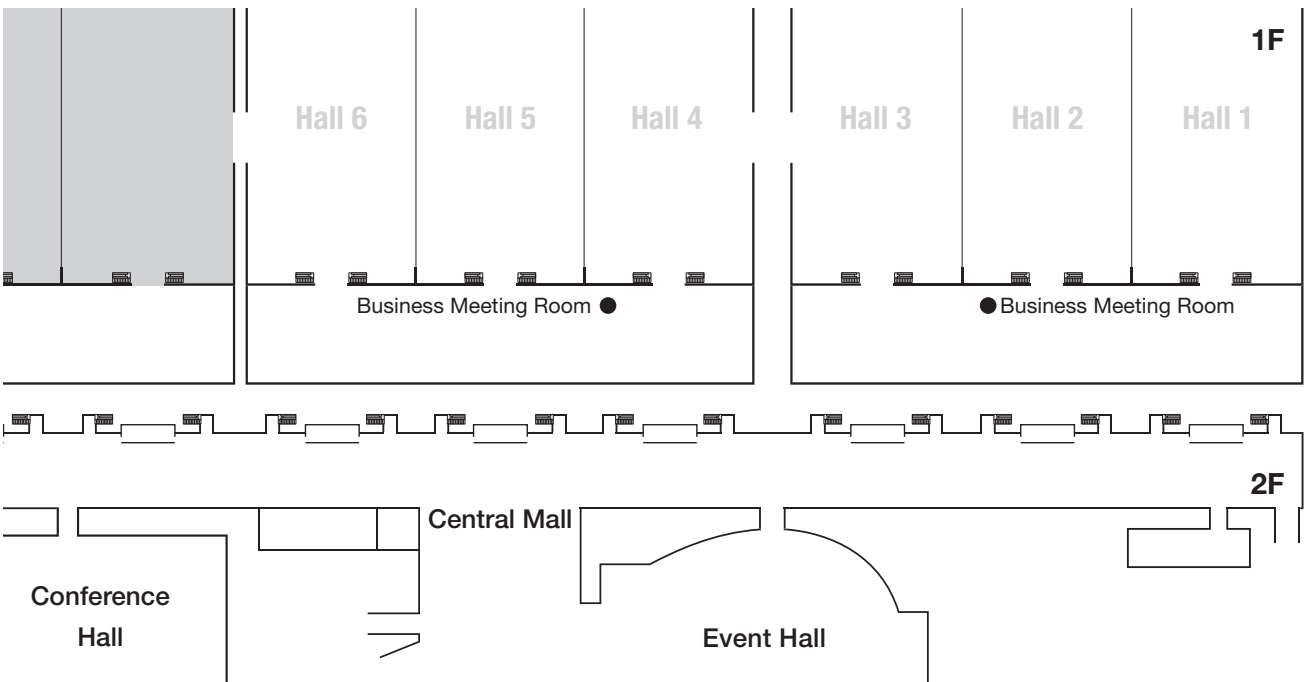 1F
Hall 6
Hall 5
Hall 4
Hall 3
Hall 2
Hall 1
Business Meeting Room
Business Meeting Room
2F
Central Mall
Conference
Hall
Event Hall